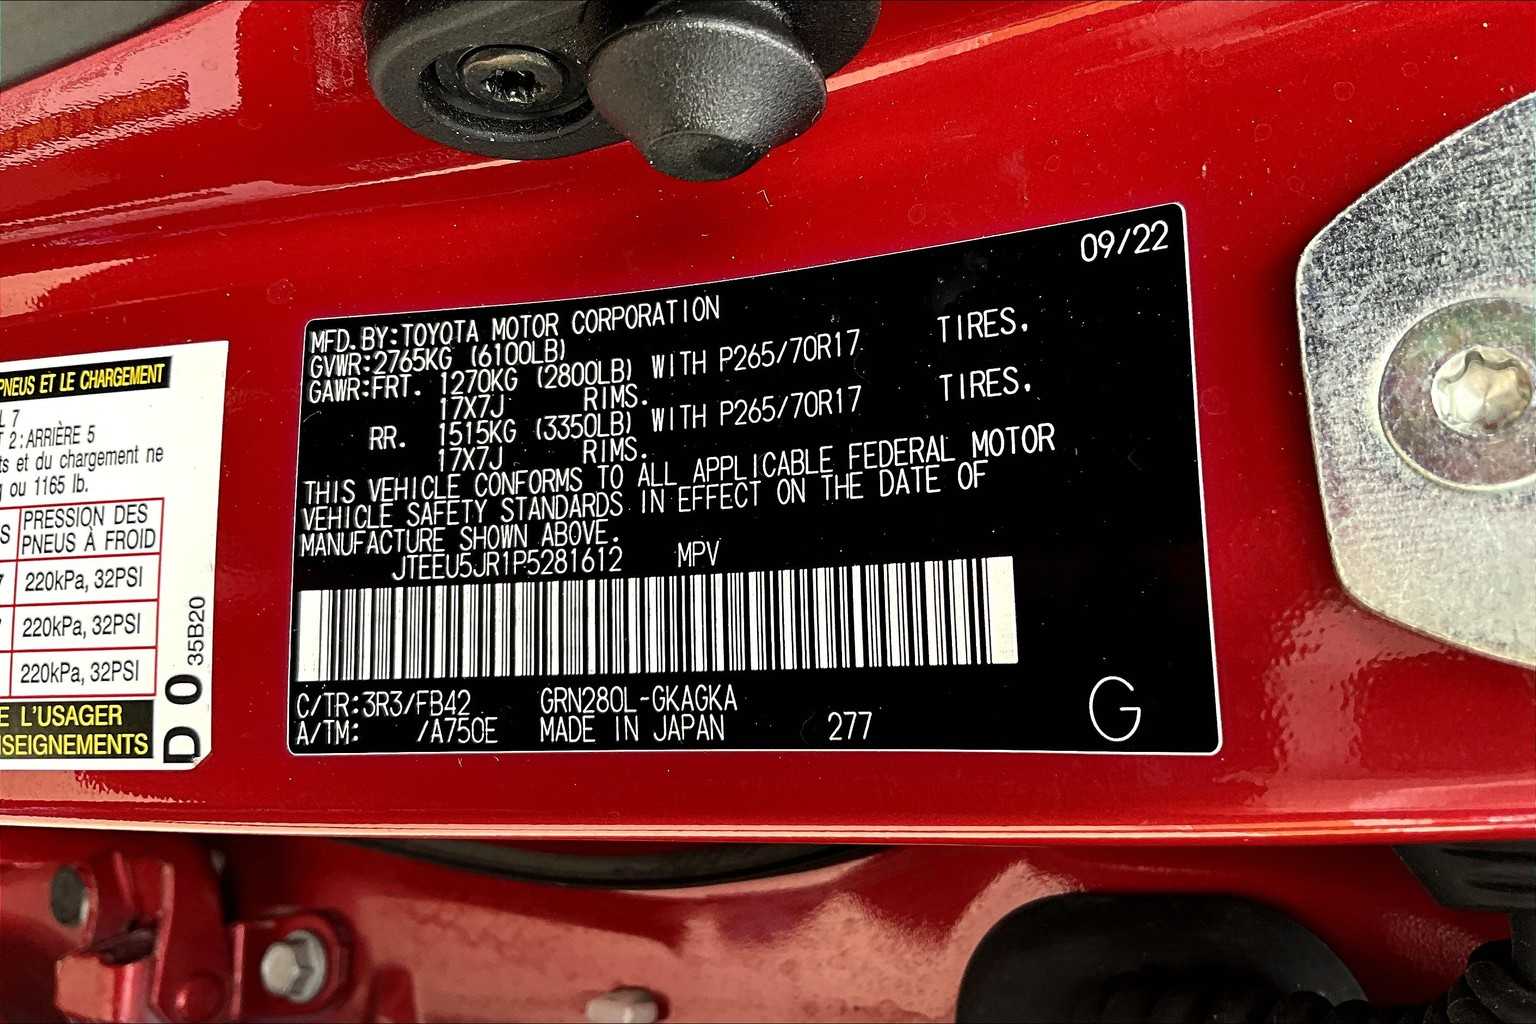 PNEUS ET LE CHARGEMENT
L 7
2: ARRIÈRE 5
ts et du chargement ne
ou 1165 lb.
S PRESSION DES
PNEUS À FROID
7 220kPa, 32PSI
7 220kPa, 32PSI
220kPa, 32PSI
E L'USAGER
NSEIGNEMENTS
D 0 35B20
09/22
MFD. BY: TOYOTA MOTOR CORPORATION
GVWR: 2765KG (6100LB)
GAWR: FRT. 1270KG (2800LB) WITH P265/70R17 TIRES.
17X7J RIMS.
RR. 1515KG (3350LB) WITH P265/70R17 TIRES.
17X7J RIMS.
THIS VEHICLE CONFORMS TO ALL APPLICABLE FEDERAL MOTOR
VEHICLE SAFETY STANDARDS IN EFFECT ON THE DATE OF
MANUFACTURE SHOWN ABOVE.
JTEEU5JR1P5281612 MPV
C/TR: 3R3/FB42 GRN280L-GKAGKA
A/TM: /A750E MADE IN JAPAN 277
G